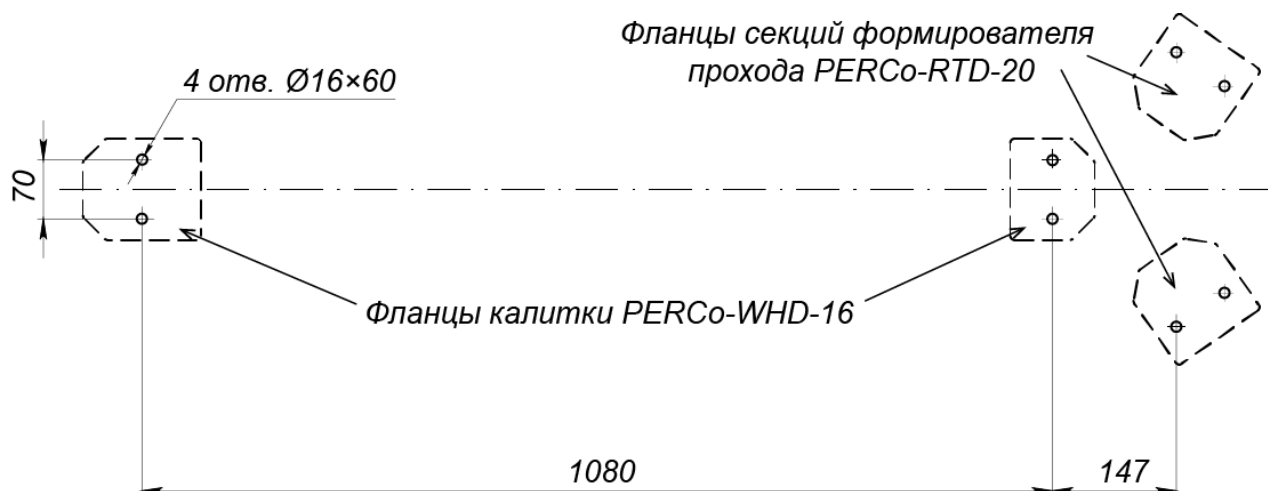 Фланцы секций формирователя
прохода PERCo-RTD-20
4 отв. Ø16×60
70
Фланцы калитки PERCo-WHD-16
1080
147